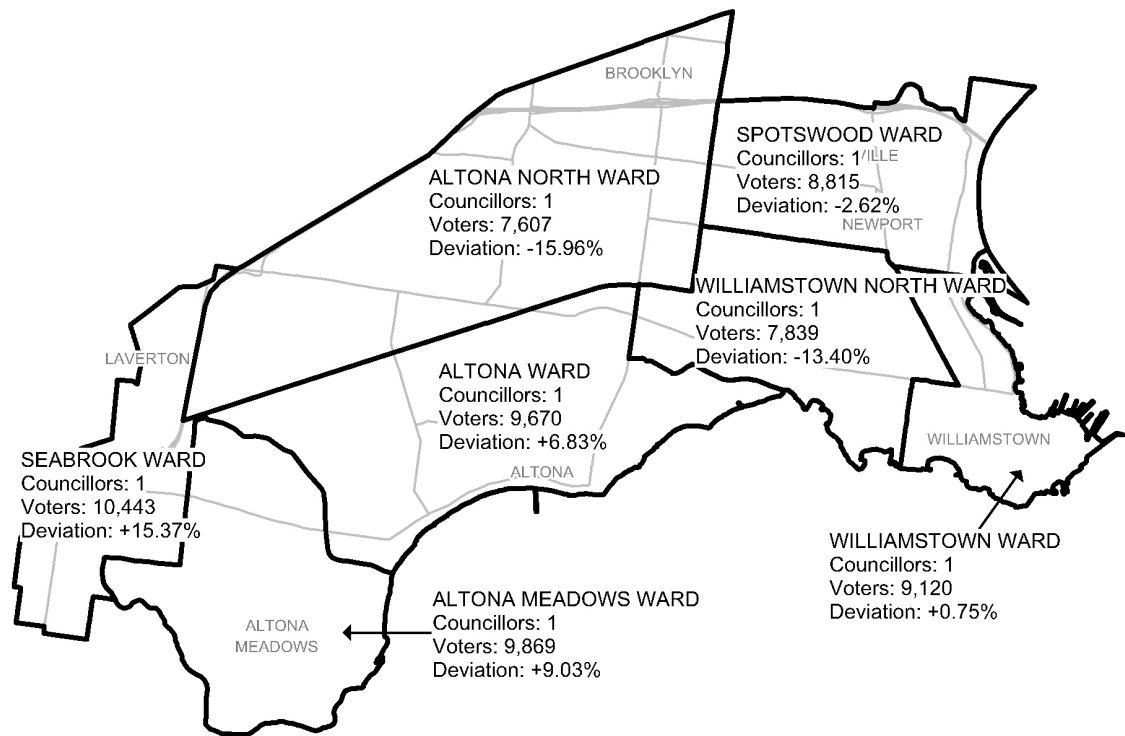 BROOKLYN
SPOTSWOOD WARD
Councillors: 1
VILLE
Voters: 8,815
Deviation: -2.62%
NEWPORT
ALTONA NORTH WARD
Councillors: 1
Voters: 7,607
Deviation: -15.96%
WILLIAMSTOWN NORTH WARD
Councillors: 1
Voters: 7,839
Deviation: -13.40%
LAVERTON
ALTONA WARD
Councillors: 1
Voters: 9,670
Deviation: +6.83%
ALTONA
WILLIAMSTOWN
SEABROOK WARD
Councillors: 1
Voters: 10,443
Deviation: +15.37%
WILLIAMSTOWN WARD
Councillors: 1
Voters: 9,120
Deviation: +0.75%
ALTONA MEADOWS WARD
Councillors: 1
Voters: 9,869
Deviation: +9.03%
ALTONA
MEADOWS